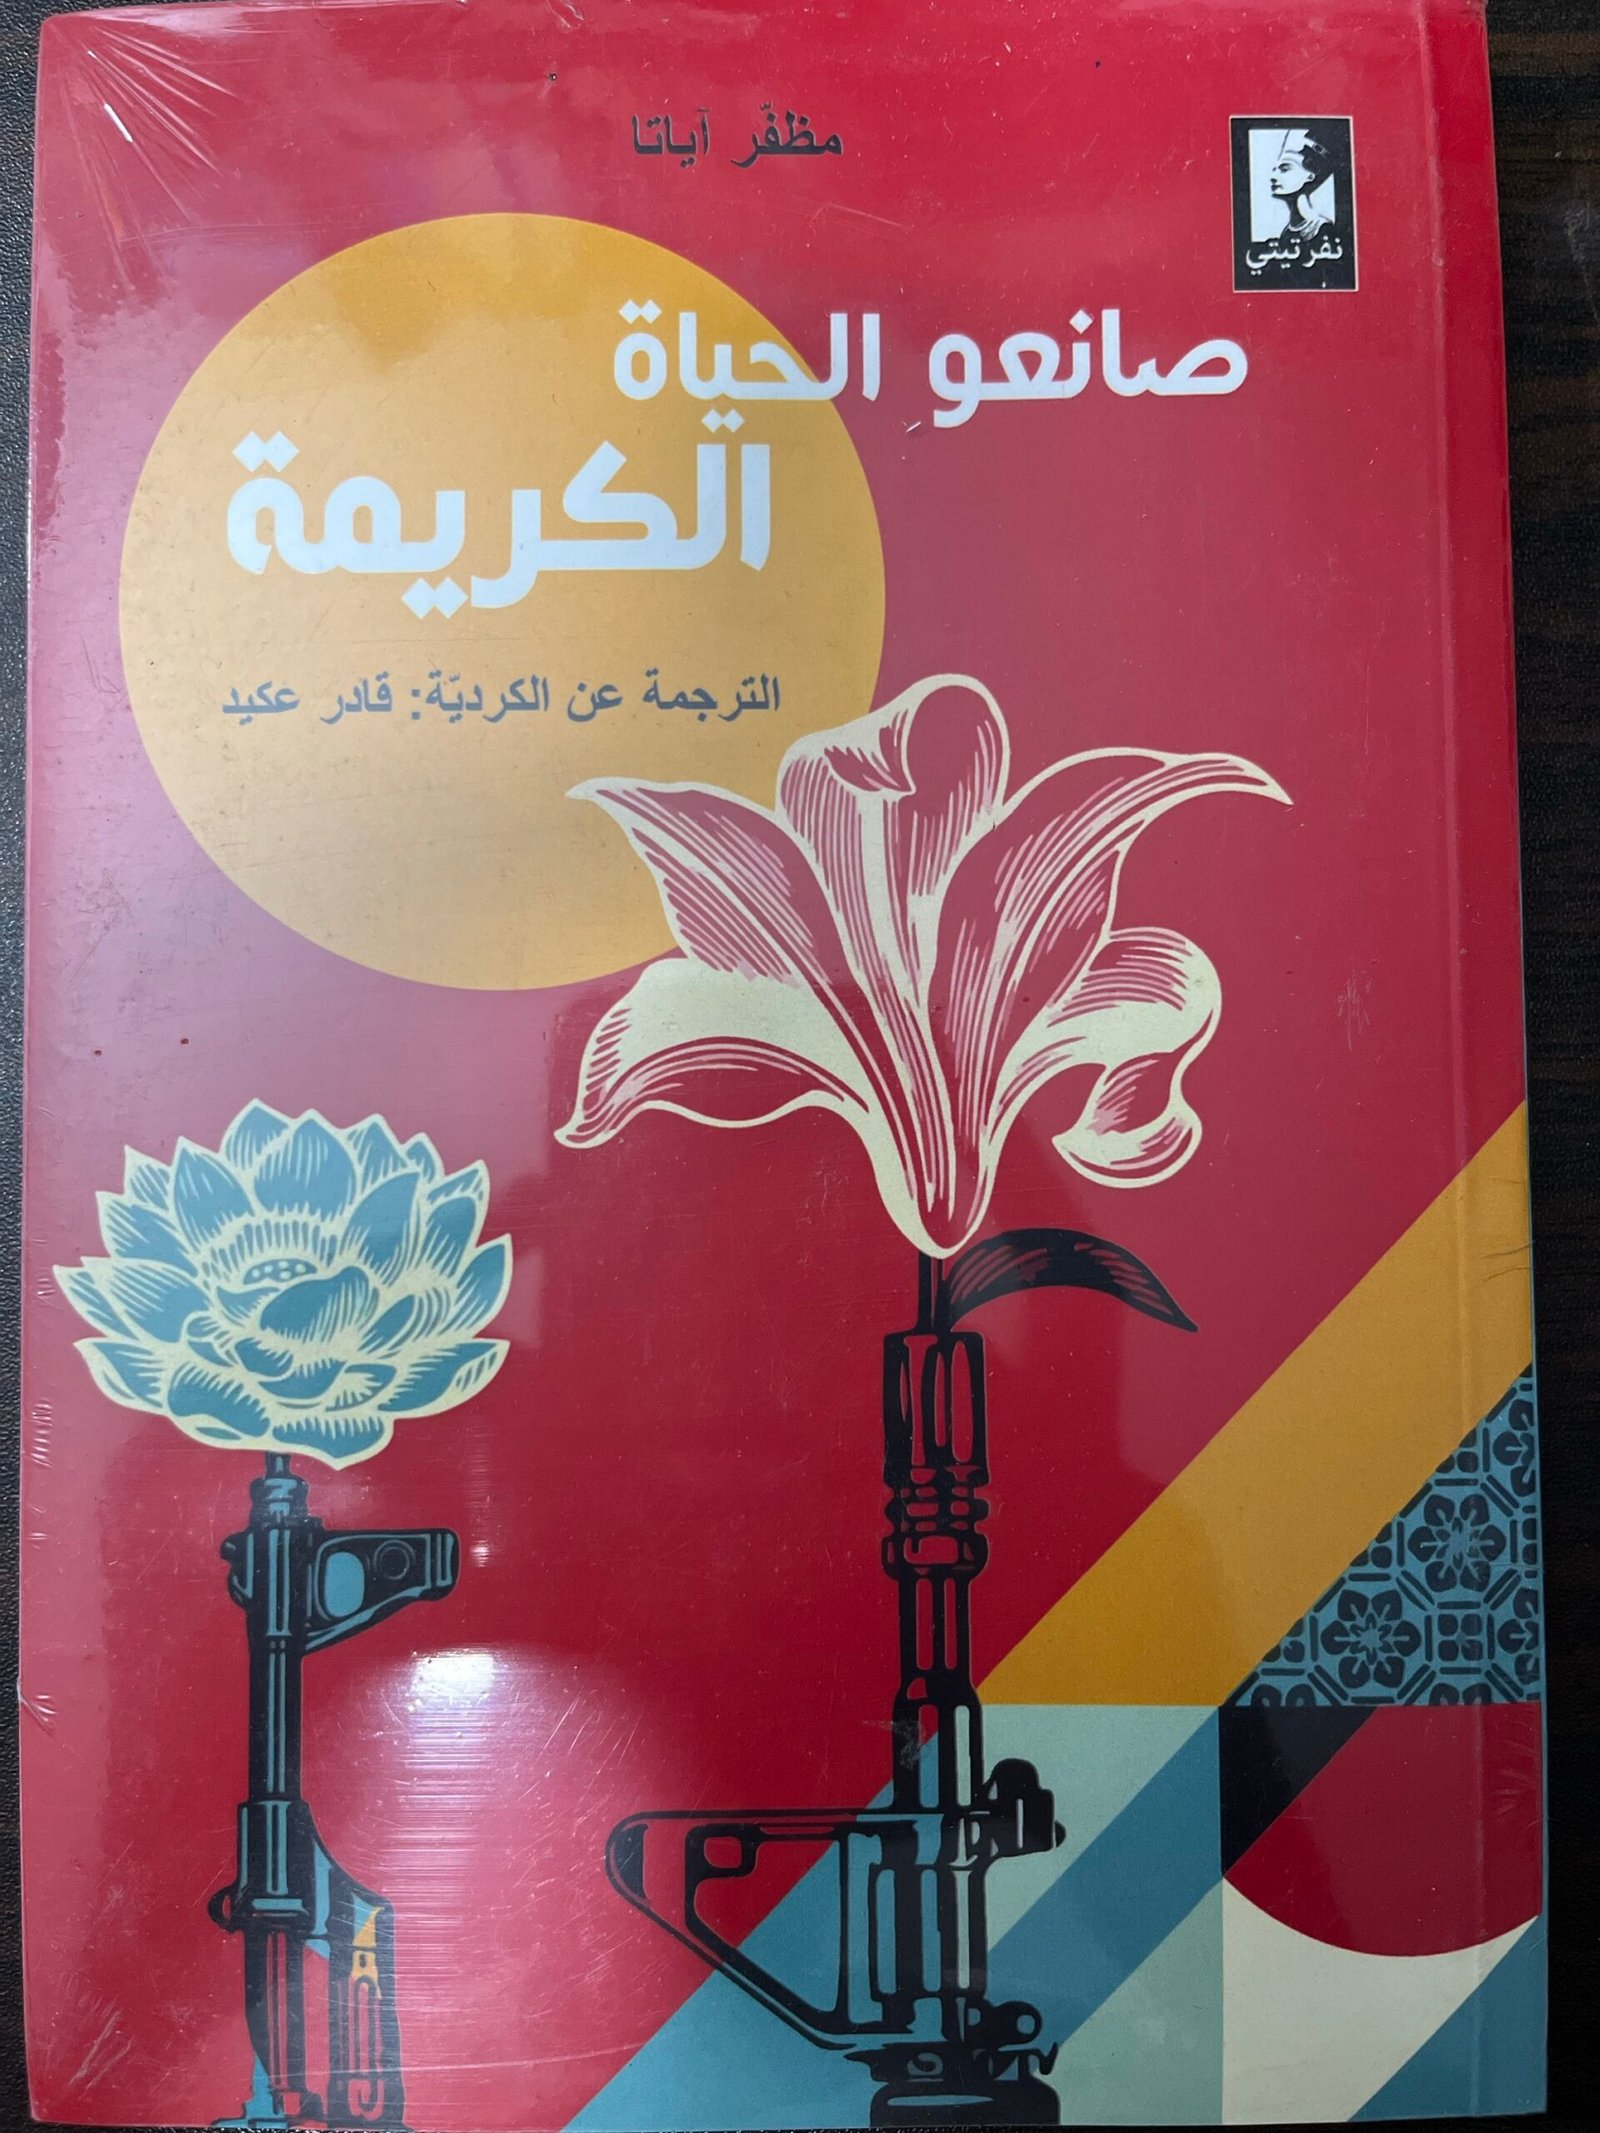 مظفّر آياتا
نفرتيتي
صانعو الحياة
الكريمة
الترجمة عن الكرديّة: قادر عكيد